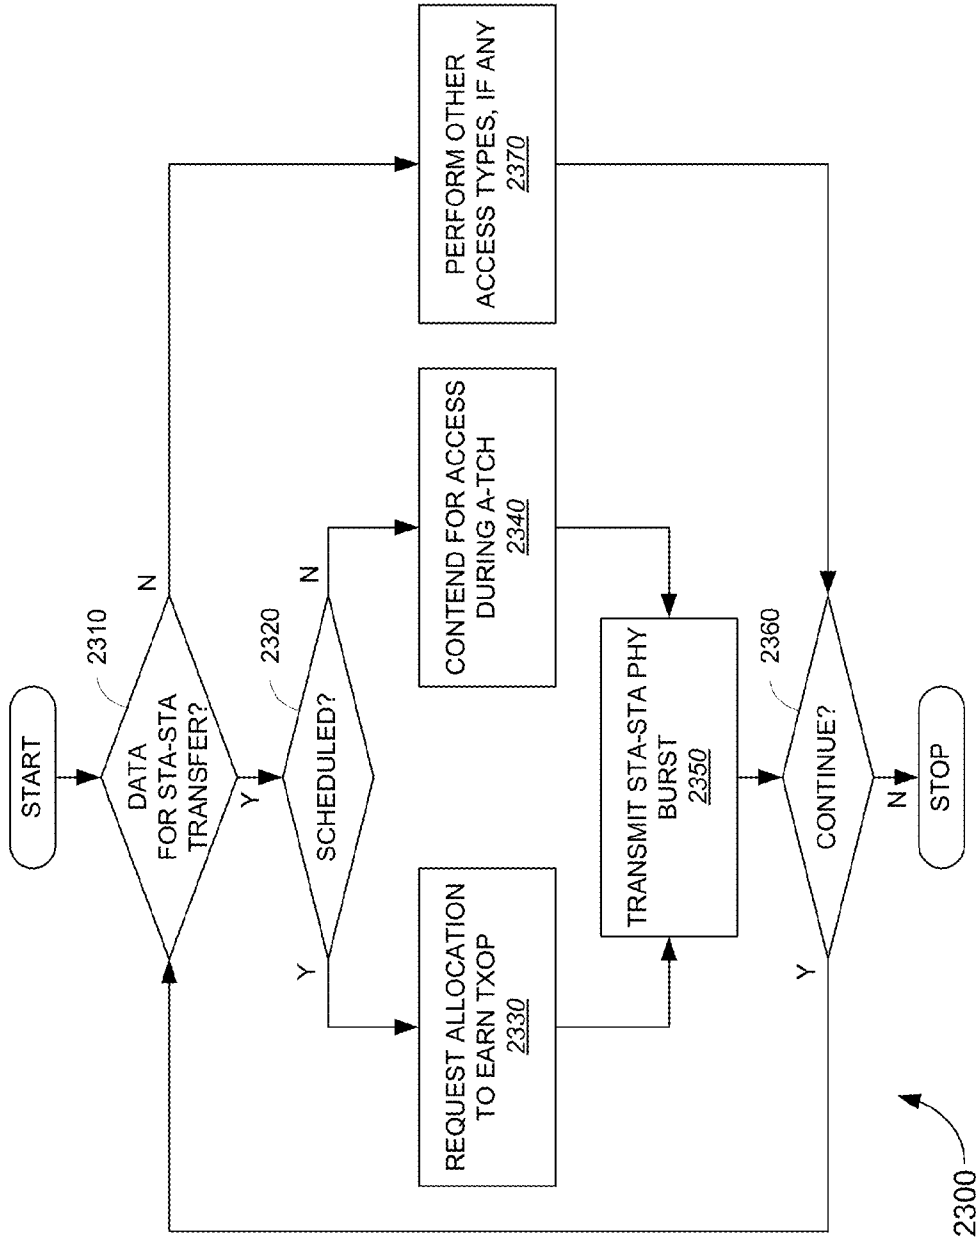 START
2310
DATA
FOR STA-STA
TRANSFER?
N
Y
2320
SCHEDULED?
Y
N
REQUEST ALLOCATION
TO EARN TXOP
2330
CONTEND FOR ACCESS
DURING A-TCH
2340
PERFORM OTHER
ACCESS TYPES, IF ANY
2370
TRANSMIT STA-STA PHY
BURST
2350
2360
CONTINUE?
Y
N
STOP
2300